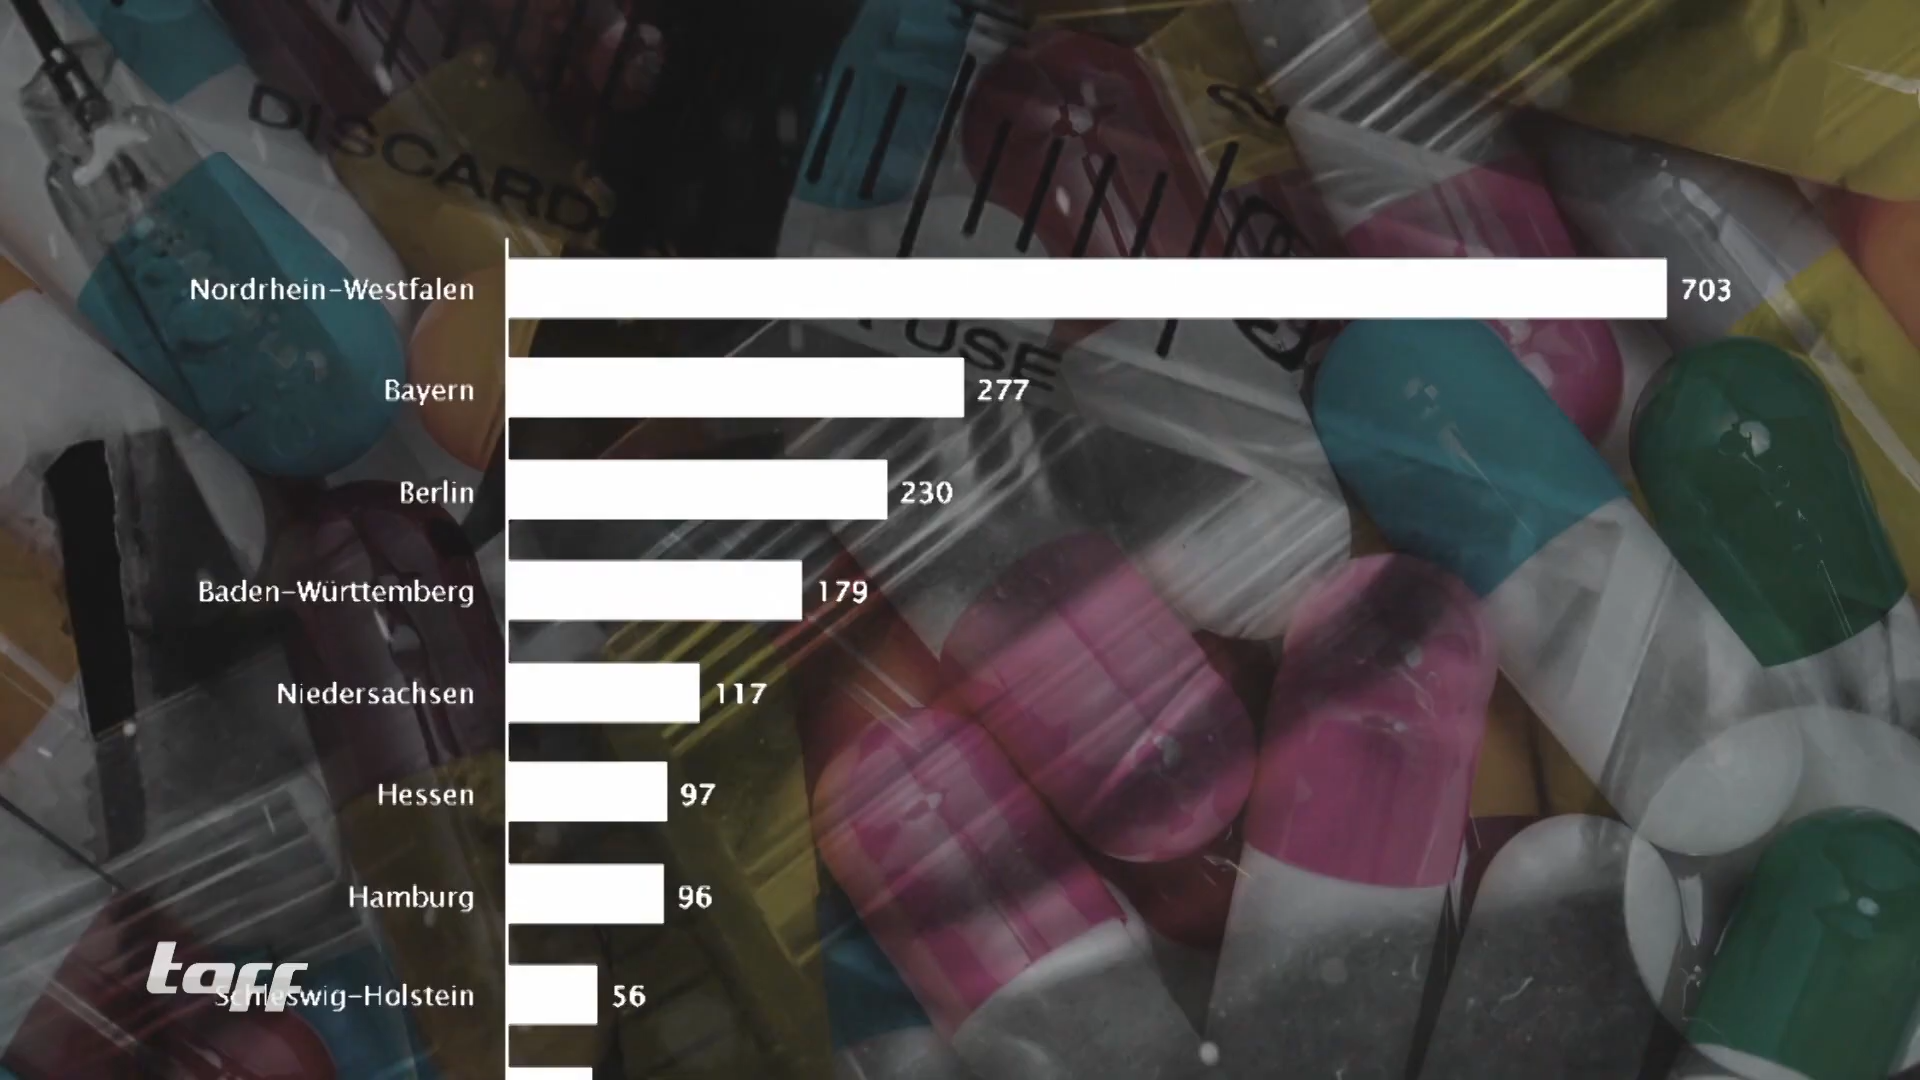 DISCARD
USE
Nordrhein-Westfalen 703
Bayern 277
Berlin 230
Baden-Württemberg 179
Niedersachsen 117
Hessen 97
Hamburg 96
taff
Schleswig-Holstein 56